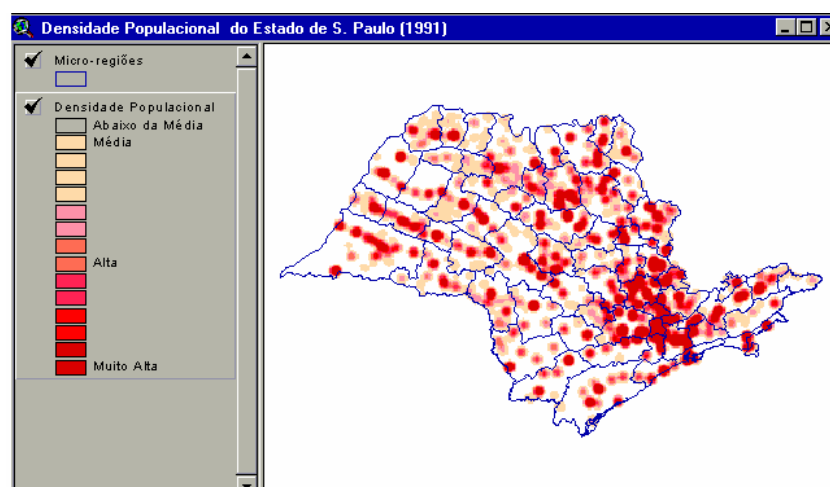 Densidade Populacional do Estado de S. Paulo (1991)
Micro-regiões
Densidade Populacional
Abaixo da Média
Média
Alta
Muito Alta